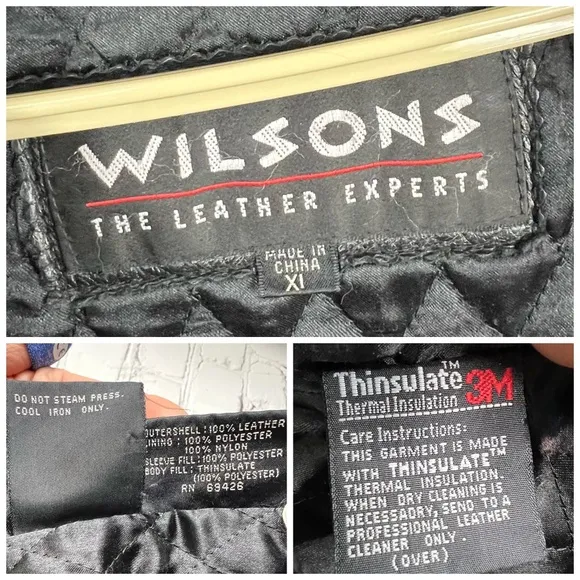 WILSONS
THE LEATHER EXPERTS
MADE IN
CHINA
XL
DO NOT STEAM PRESS.
COOL IRON ONLY.
OUTERSHELL:100% LEATHER
LINING: 100% POLYESTER
100% NYLON
SLEEVE FILL:100% POLYESTER
BODY FILL: THINSULATE
(100% POLYESTER)
RN 69426
Thinsulate™ 3M
Thermal Insulation
Care Instructions:
THIS GARMENT IS MADE
WITH THINSULATE™
THERMAL INSULATION.
WHEN DRY CLEANING IS
NECESSARY, SEND TO A
PROFESSIONAL LEATHER
CLEANER ONLY.
(OVER)